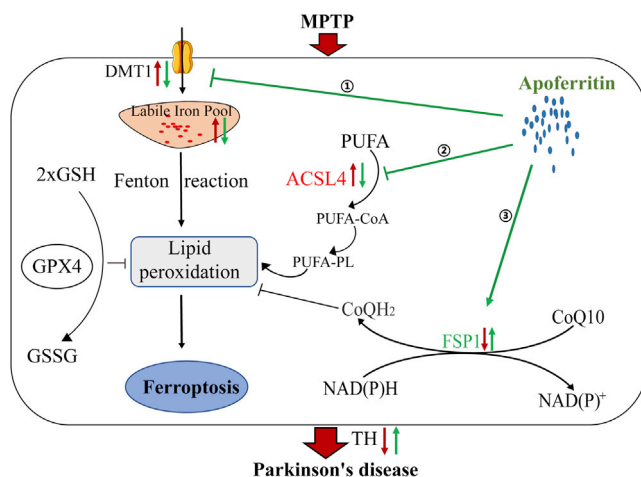 MPTP
DMT1
①
Apoferritin
Labile Iron Pool
PUFA
②
2xGSH
Fenton reaction
ACSL4
③
PUFA-CoA
Lipid
peroxidation
PUFA-PL
GPX4
CoQH₂
CoQ10
FSP1
GSSG
Ferroptosis
NAD(P)H
NAD(P)⁺
TH
Parkinson's disease